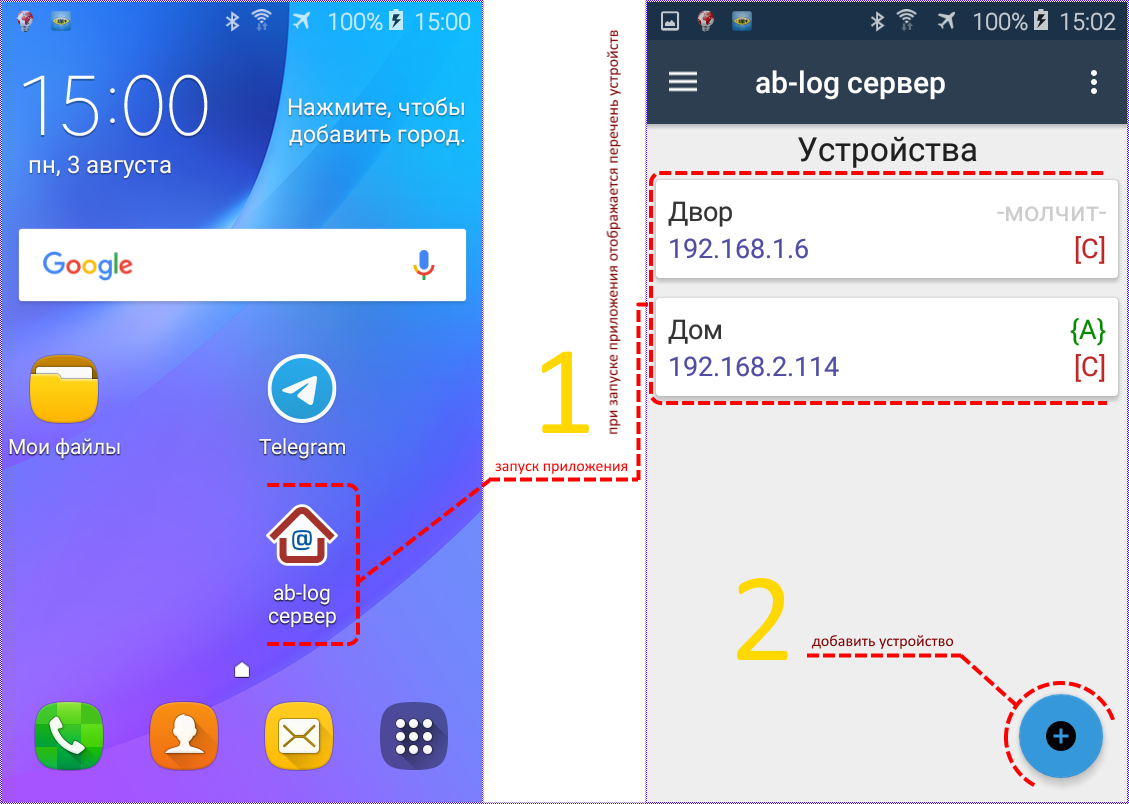 100% 15:00
15:00
Нажмите, чтобы
добавить город.
пн, 3 августа
Google
Мои файлы
Telegram
@
ab-log
сервер
1
запуск приложения
при запуске приложения отображается перечень устройств
100% 15:02
ab-log сервер
Устройства
Двор -молчит-
192.168.1.6 [C]
Дом {A}
192.168.2.114 [C]
2
добавить устройство